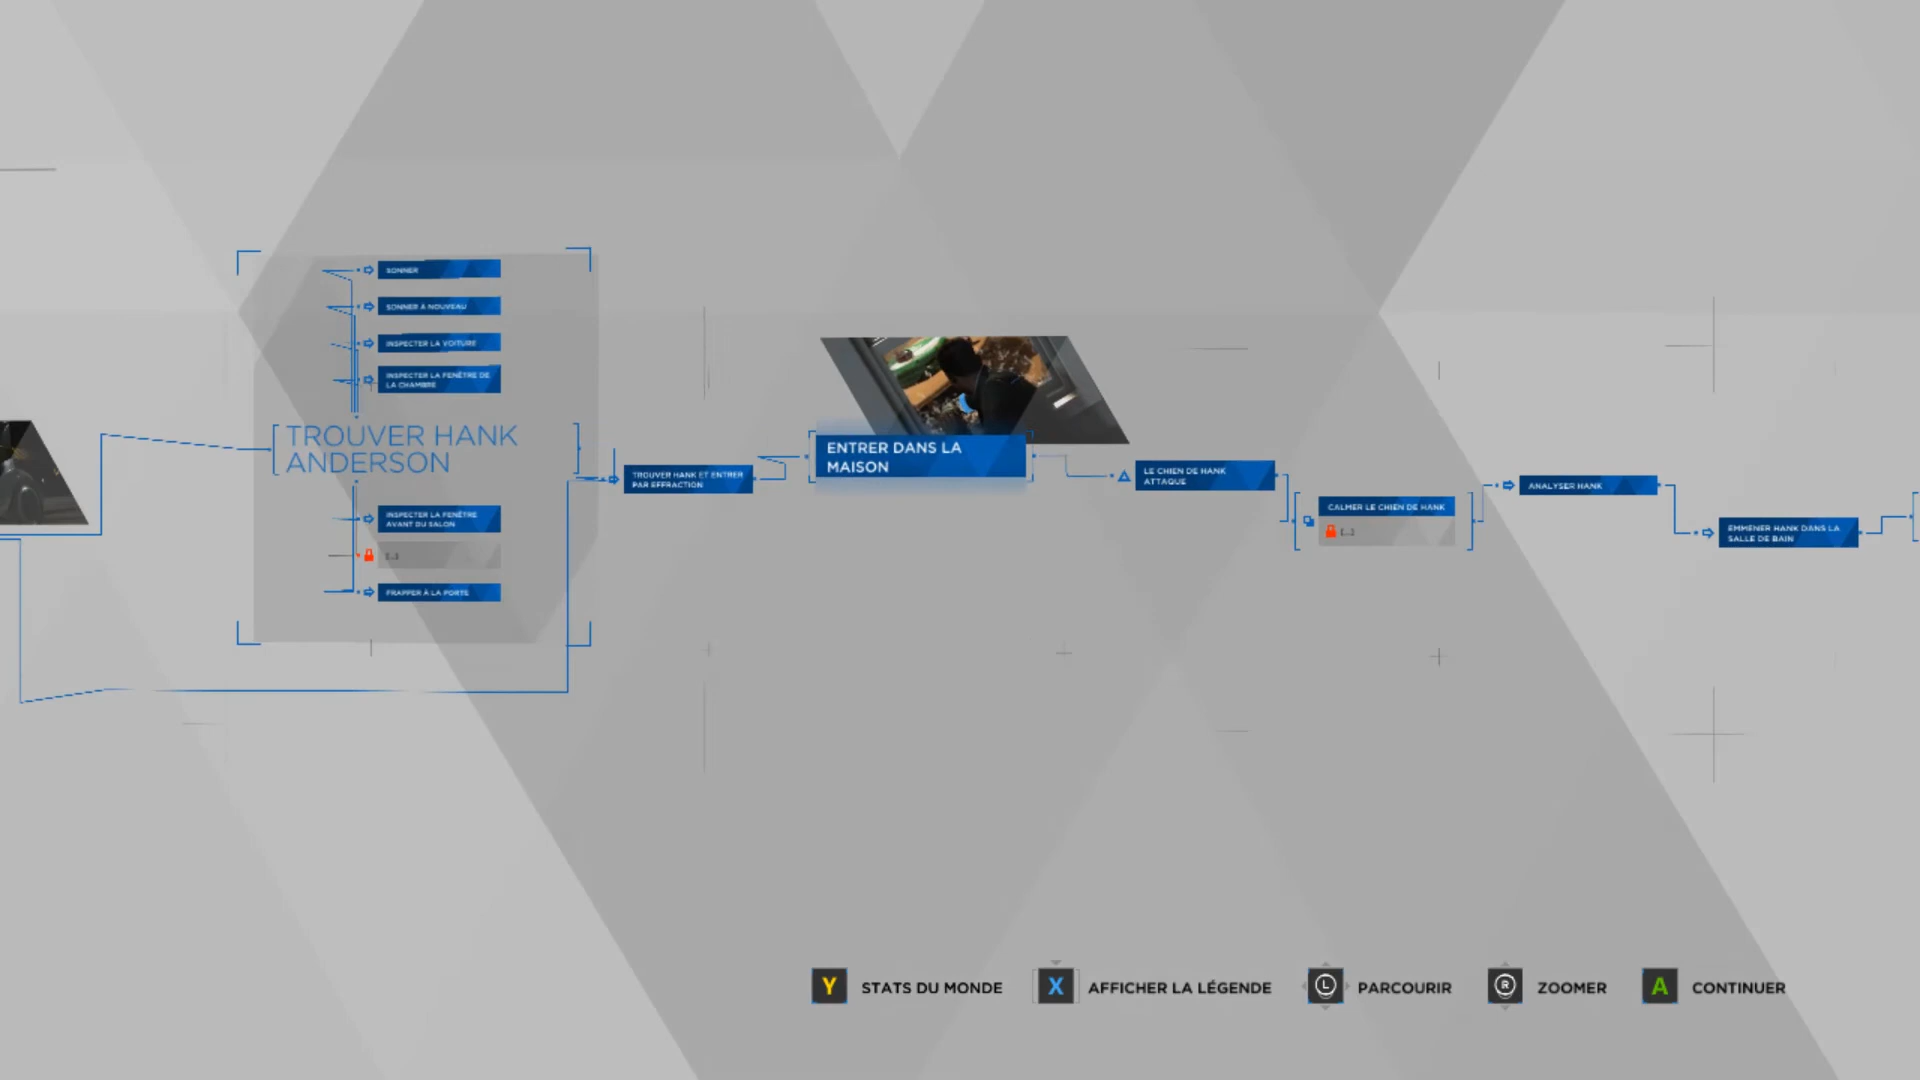 SONNER
SONNER À NOUVEAU
INSPECTER LA VOITURE
INSPECTER LA FENÊTRE DE
LA CHAMBRE
TROUVER HANK
ANDERSON
INSPECTER LA FENÊTRE
AVANT DU SALON
[...]
FRAPPER À LA PORTE
TROUVER HANK ET ENTRER
PAR EFFRACTION
ENTRER DANS LA
MAISON
LE CHIEN DE HANK
ATTAQUE
CALMER LE CHIEN DE HANK
[...]
ANALYSER HANK
EMMENER HANK DANS LA
SALLE DE BAIN
Y STATS DU MONDE X AFFICHER LA LÉGENDE L PARCOURIR R ZOOMER A CONTINUER